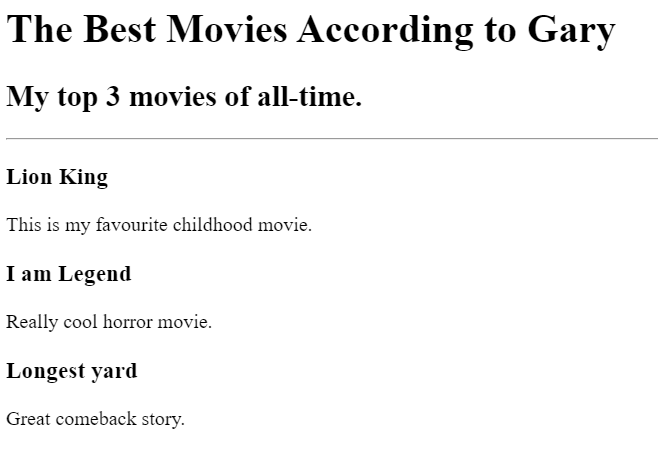 The Best Movies According to Gary
My top 3 movies of all-time.
Lion King
This is my favourite childhood movie.
I am Legend
Really cool horror movie.
Longest yard
Great comeback story.